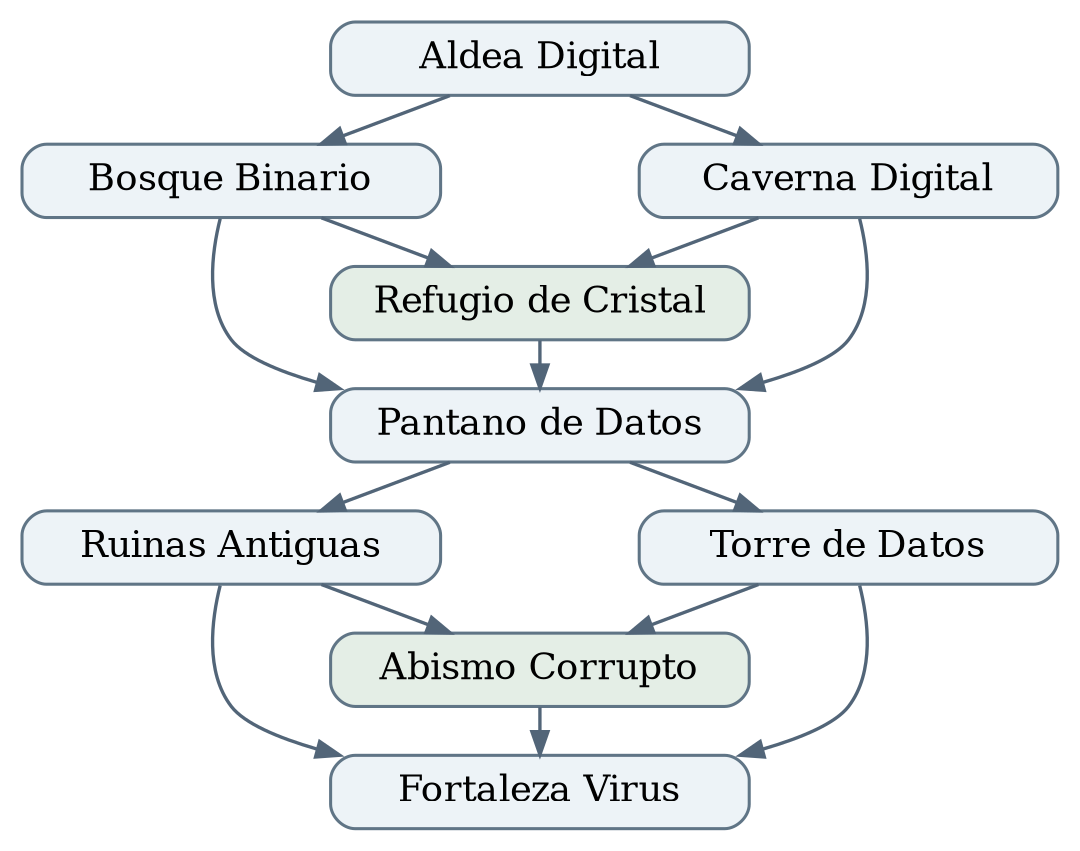 Aldea Digital
Bosque Binario
Caverna Digital
Refugio de Cristal
Pantano de Datos
Ruinas Antiguas
Torre de Datos
Abismo Corrupto
Fortaleza Virus